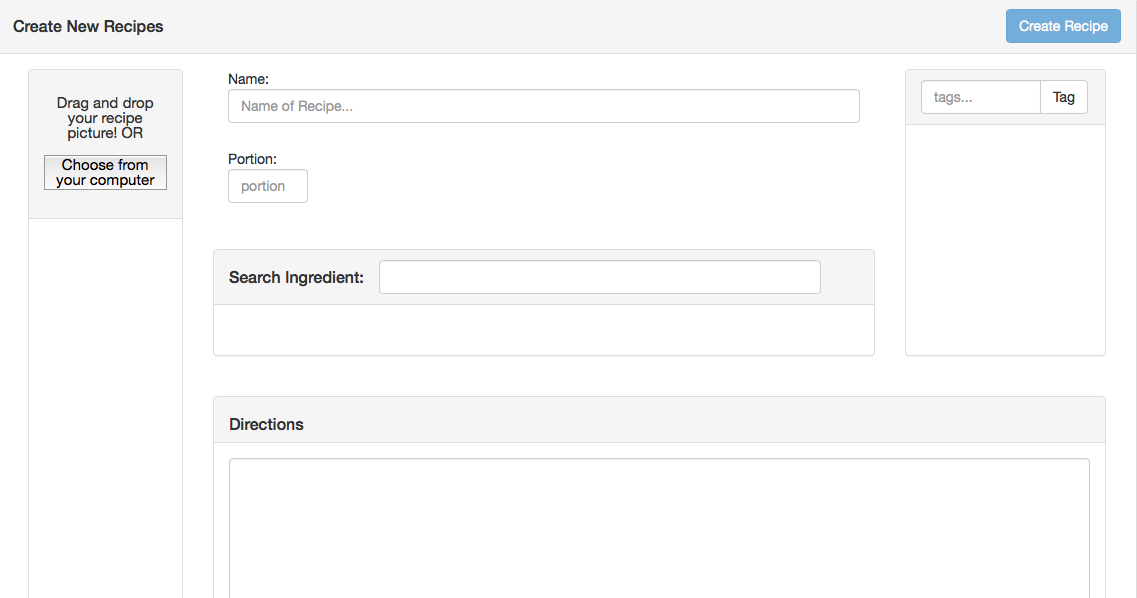 Create New Recipes
Create Recipe
Drag and drop
your recipe
picture! OR
Choose from
your computer
Name:
Name of Recipe...
Portion:
portion
tags...
Tag
Search Ingredient:
Directions